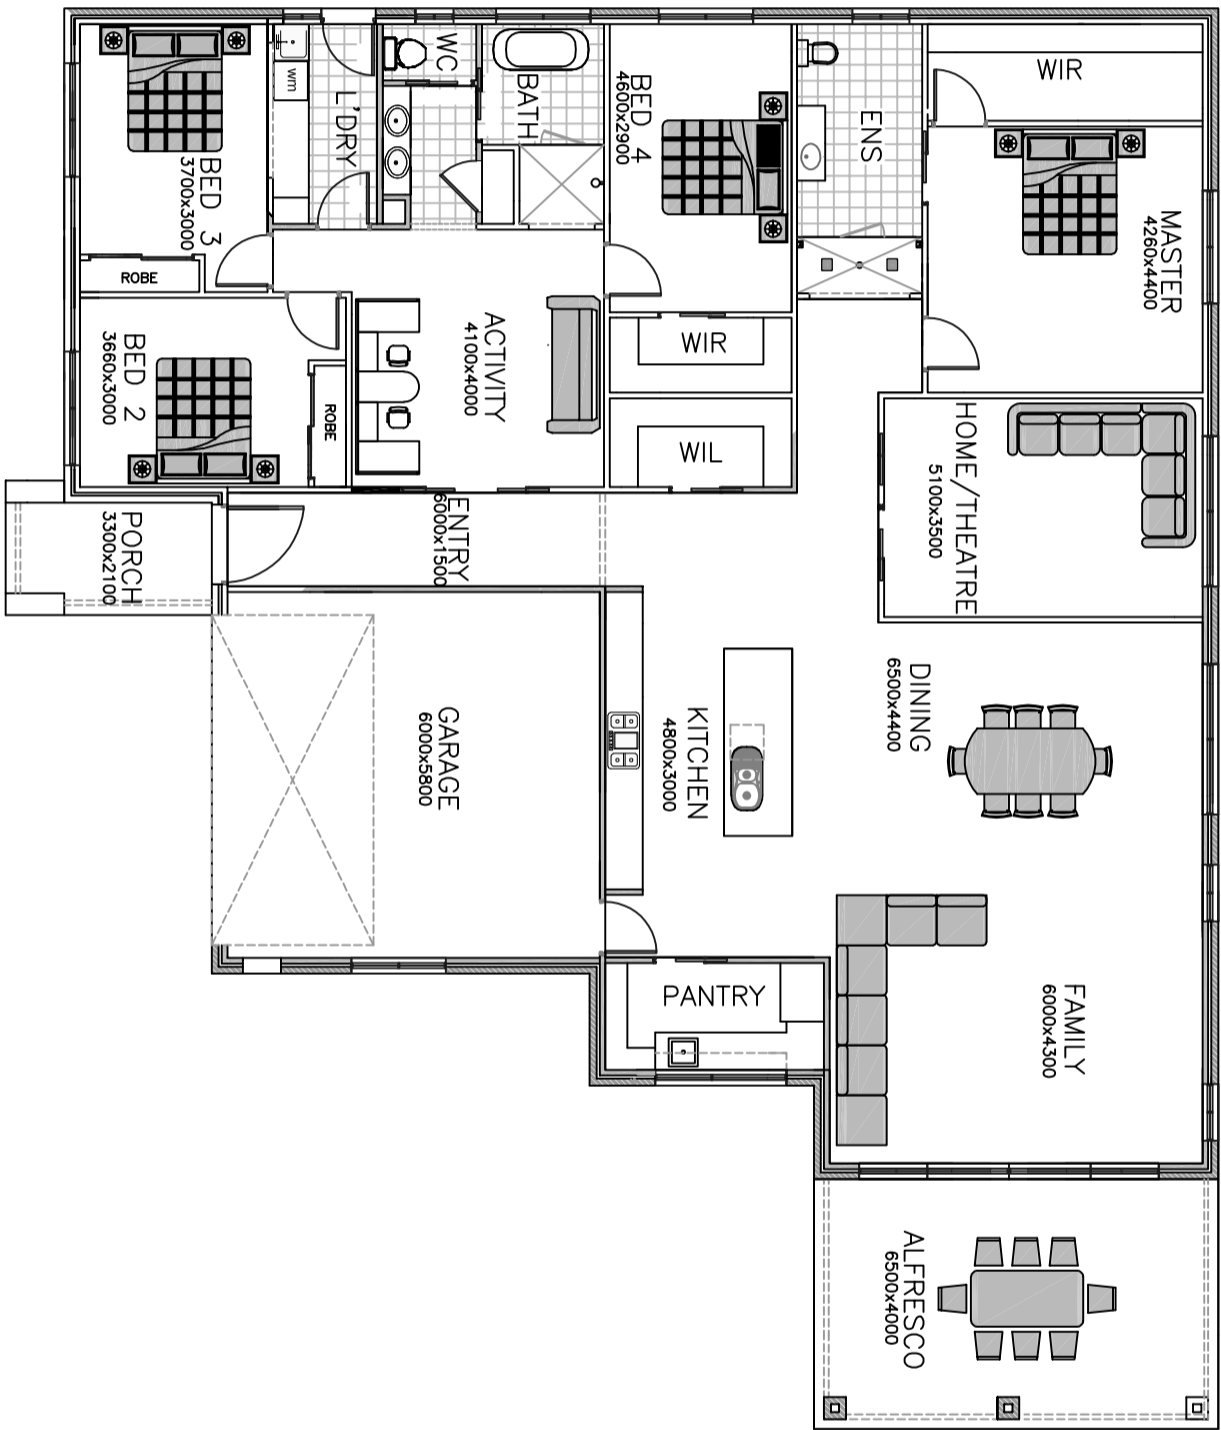 WIR
MASTER
4260x4400
ENS
BED 4
4600x2900
BATH
WC
L'DRY
wm
BED 3
3700x3000
ROBE
BED 2
3660x3000
ROBE
ACTIVITY
4100x4000
WIR
WIL
HOME/THEATRE
5100x3500
ENTRY
6000x1500
PORCH
3300x2100
GARAGE
6000x5800
KITCHEN
4800x3000
DINING
6500x4400
PANTRY
FAMILY
6000x4300
ALFRESCO
6500x4000